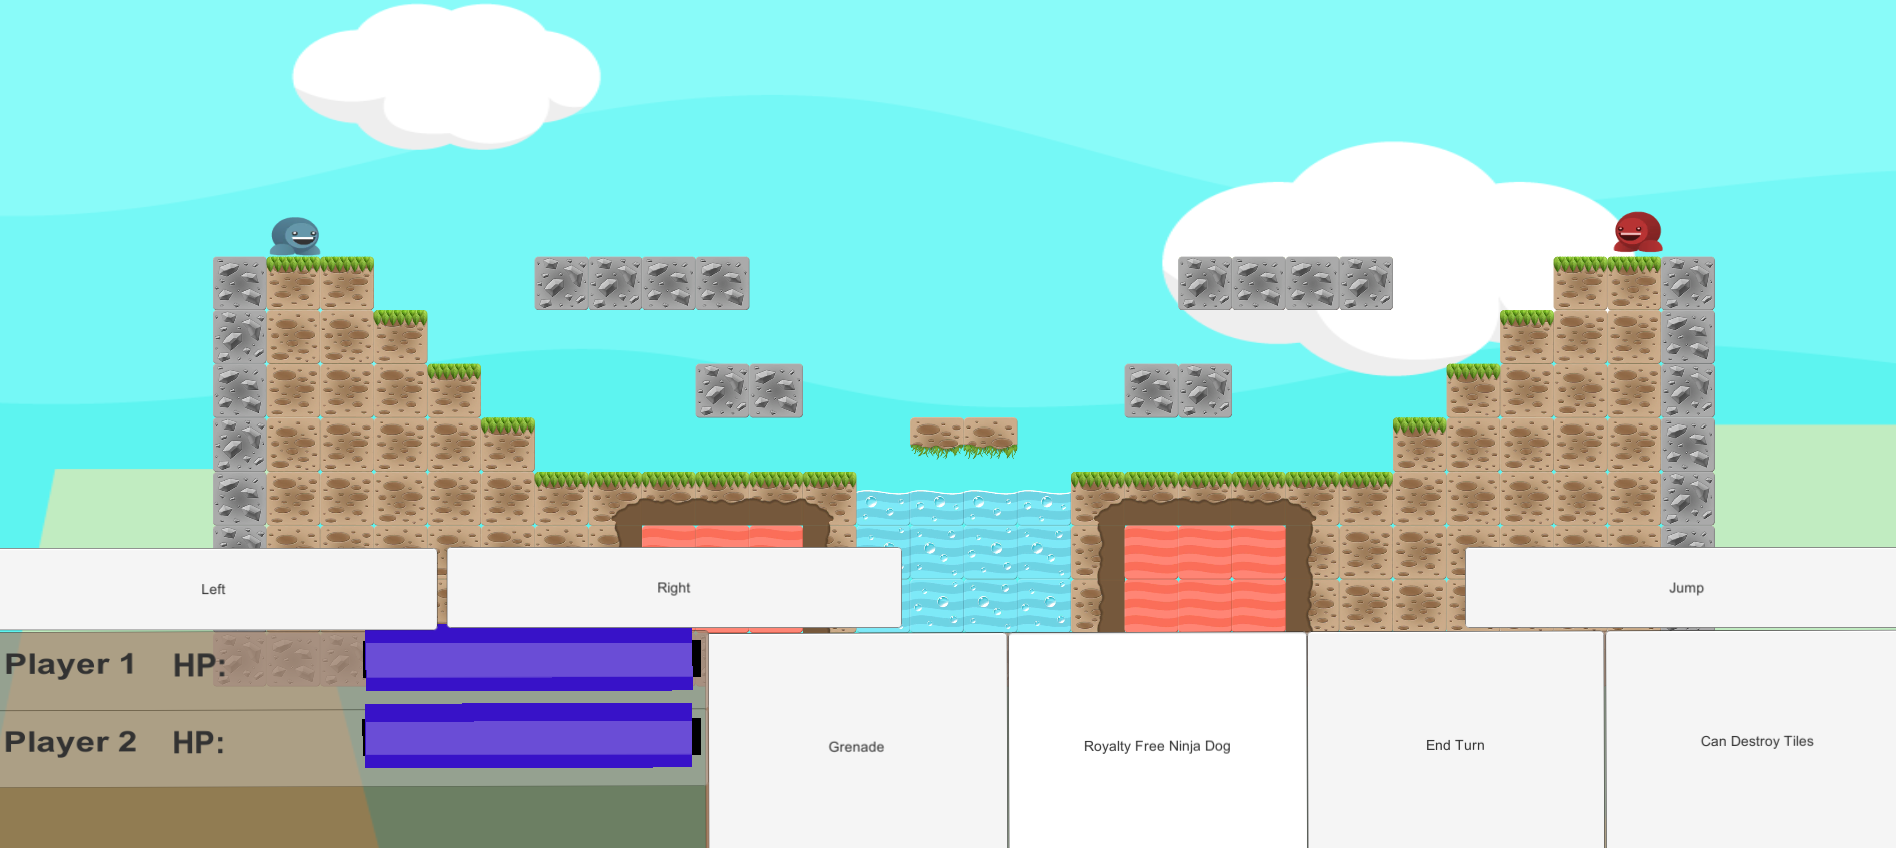 Left
Right
Jump
Player 1 HP:
Player 2 HP:
Grenade
Royalty Free Ninja Dog
End Turn
Can Destroy Tiles